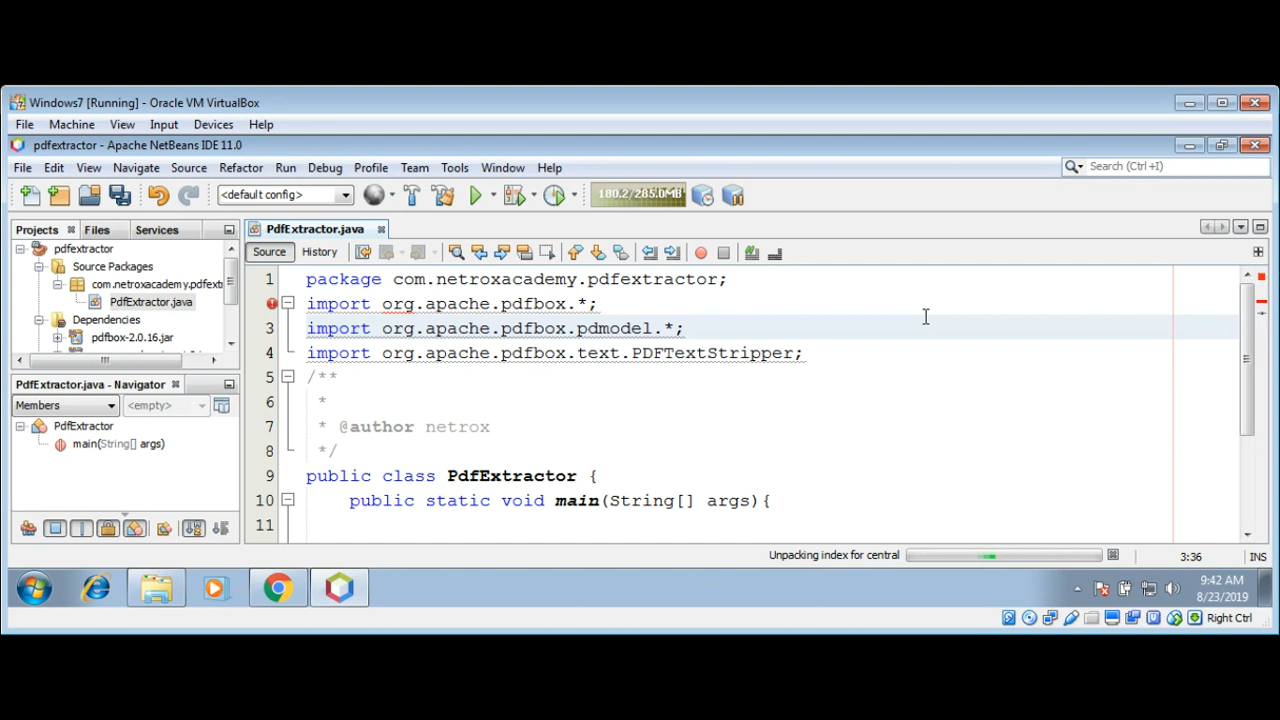 Windows7 [Running] - Oracle VM VirtualBox
File Machine View Input Devices Help
pdfextractor - Apache NetBeans IDE 11.0
File Edit View Navigate Source Refactor Run Debug Profile Team Tools Window Help
Search (Ctrl+I)
<default config>
180.2/285.0MB
Projects Files Services
pdfextractor
Source Packages
com.netroxacademy.pdfextr
PdfExtractor.java
Dependencies
pdfbox-2.0.16.jar
PdfExtractor.java - Navigator
Members
<empty>
PdfExtractor
main(String[] args)
PdfExtractor.java
Source History
1 package com.netroxacademy.pdfextractor;
import org.apache.pdfbox.*;
3 import org.apache.pdfbox.pdmodel.*;
4 import org.apache.pdfbox.text.PDFTextStripper;
5 /**
6 *
7 * @author netrox
8 */
9 public class PdfExtractor {
10 public static void main(String[] args){
11
Unpacking index for central
3:36 INS
9:42 AM
8/23/2019
Right Ctrl